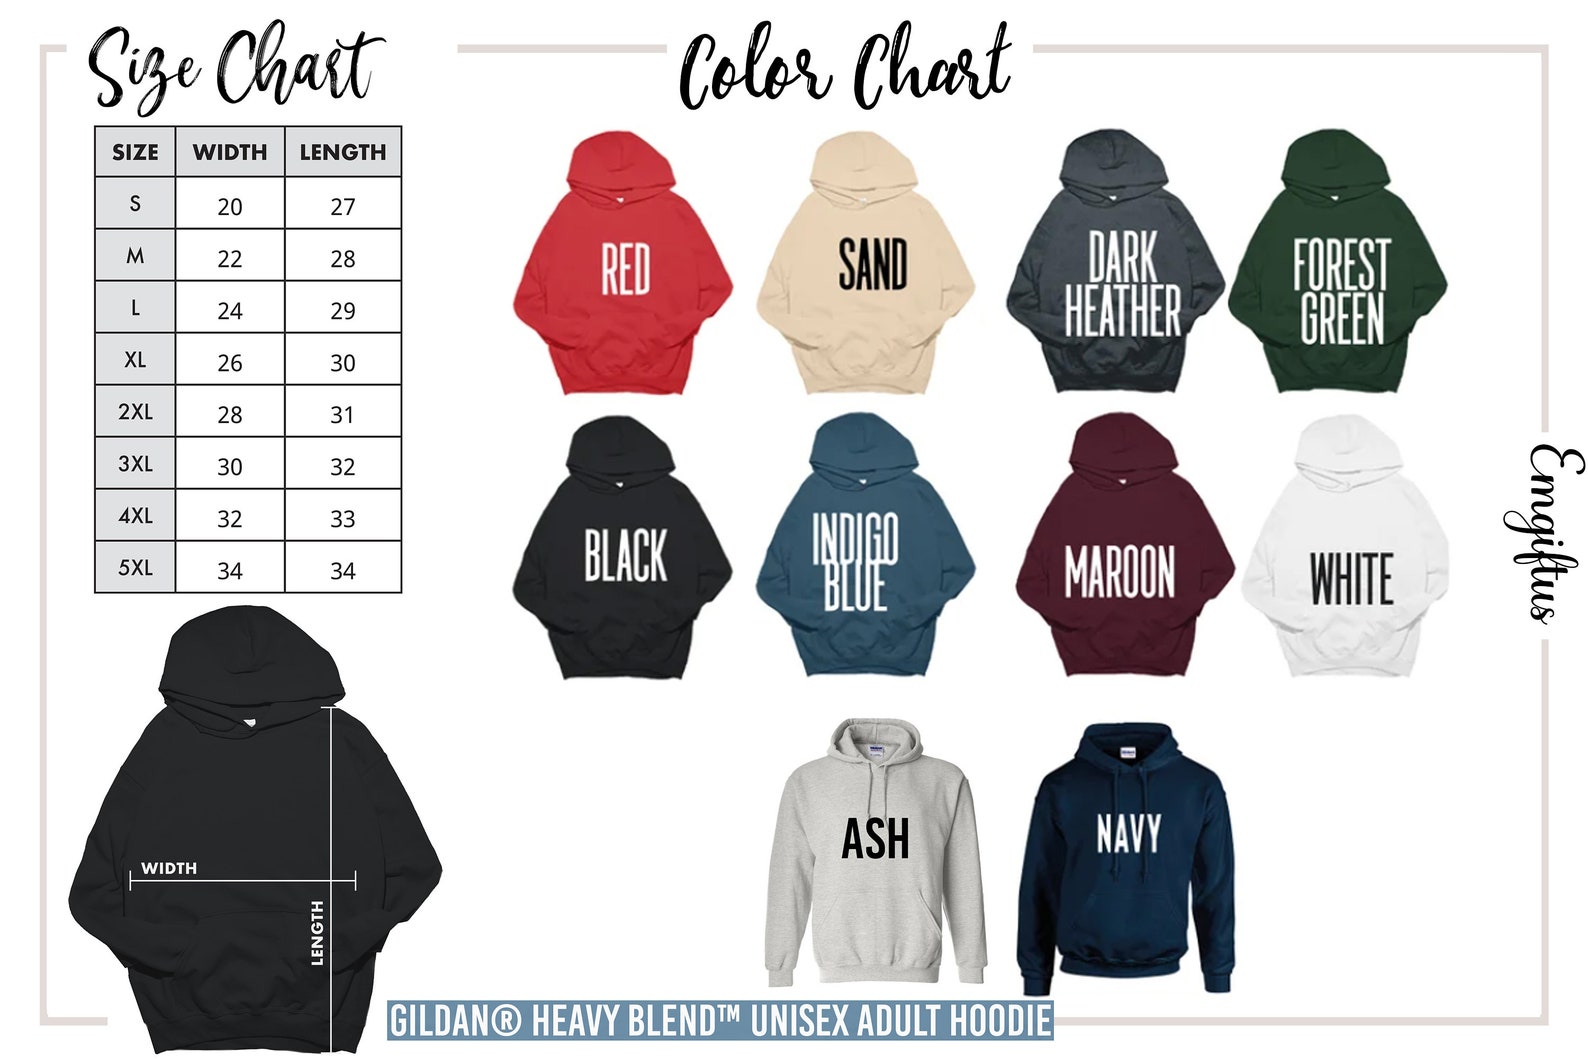 Size Chart
Color Chart
SIZE WIDTH LENGTH
S 20 27
M 22 28
L 24 29
XL 26 30
2XL 28 31
3XL 30 32
4XL 32 33
5XL 34 34
WIDTH
LENGTH
RED
SAND
DARK
HEATHER
FOREST
GREEN
BLACK
INDIGO
BLUE
MAROON
WHITE
ASH
NAVY
Emgiftus
GILDAN® HEAVY BLEND™ UNISEX ADULT HOODIE